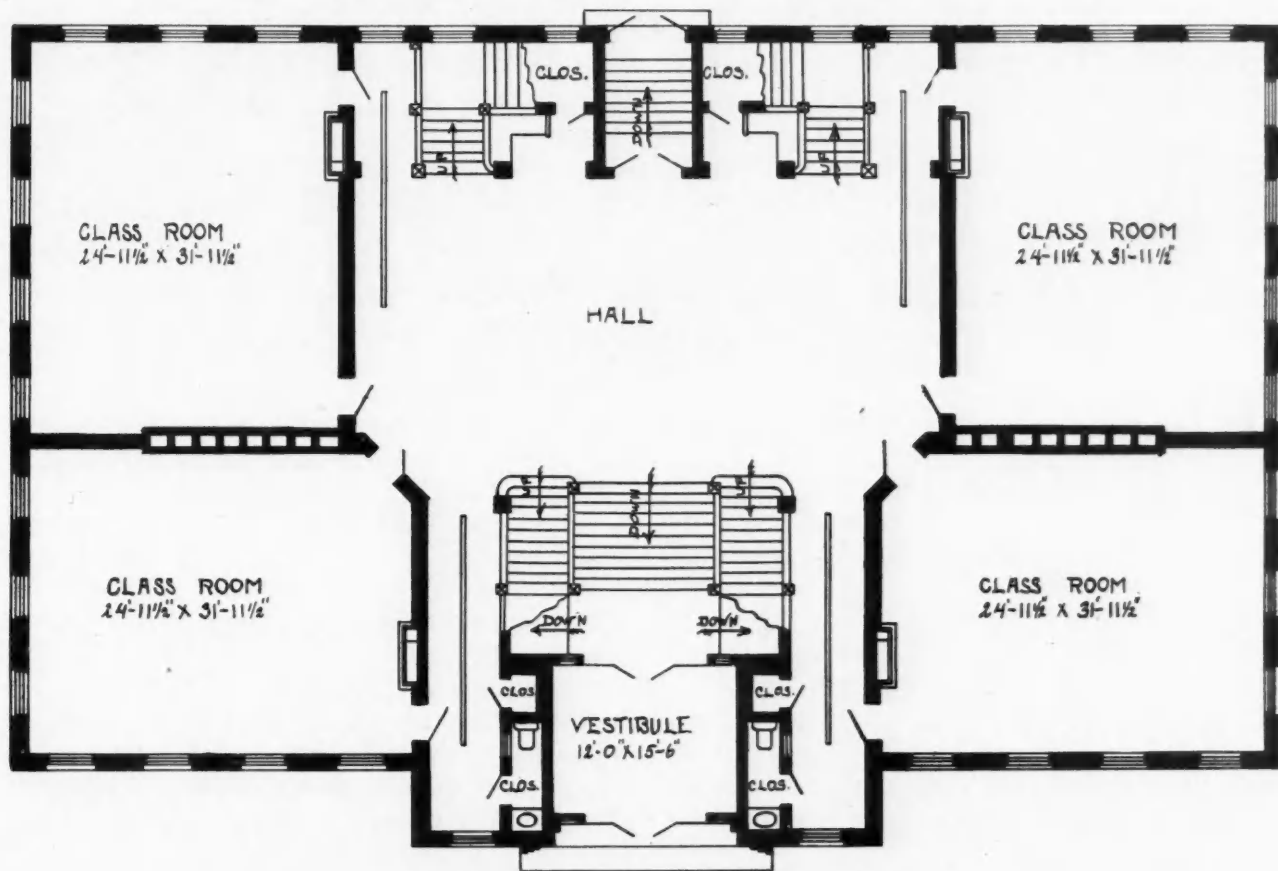 CLOS.
CLOS.
DOWN
UP
UP
CLASS ROOM
24'-11½" X 31'-11½"
CLASS ROOM
24'-11½" X 31'-11½"
HALL
UP
DOWN
UP
CLASS ROOM
24'-11½" X 31'-11½"
CLASS ROOM
24'-11½" X 31'-11½"
DOWN
DOWN
CLOS.
CLOS.
VESTIBULE
12'-0" X 15'-6"
CLOS.
CLOS.